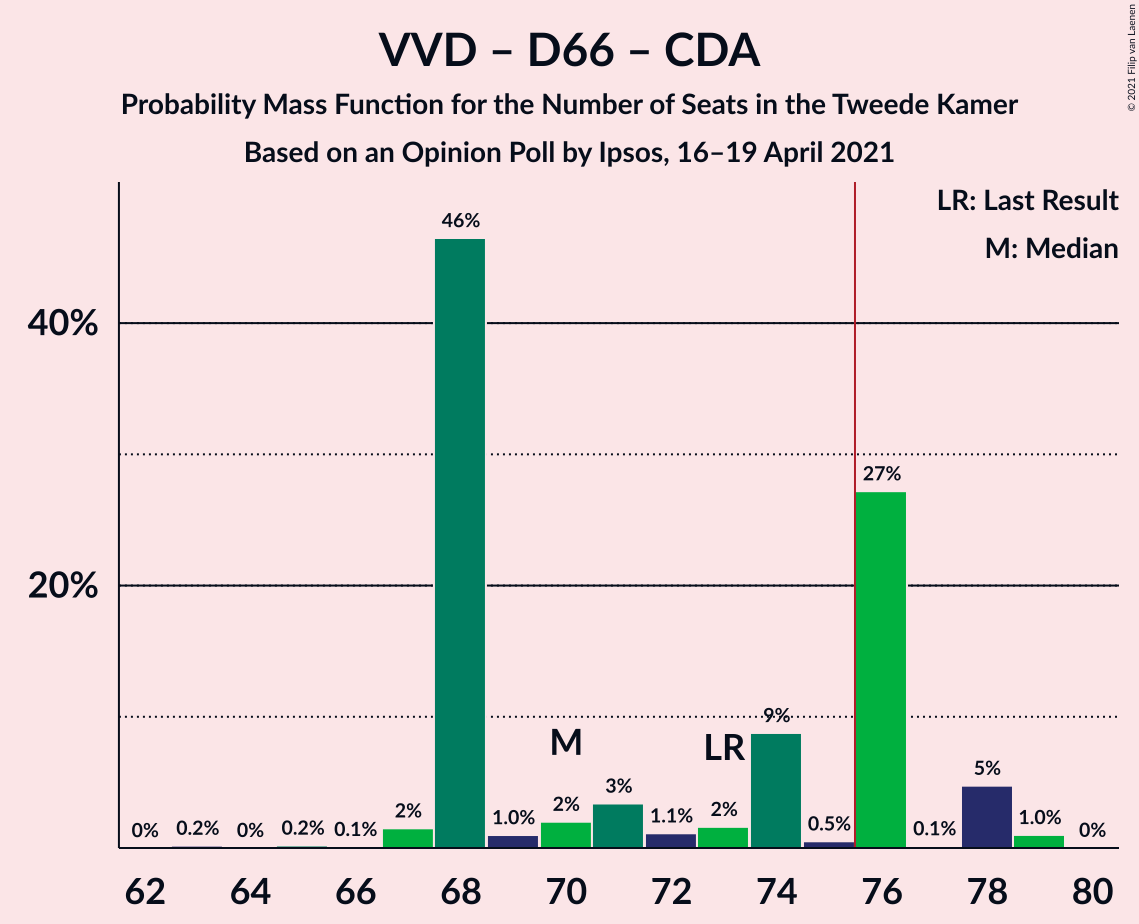 VVD – D66 – CDA
Probability Mass Function for the Number of Seats in the Tweede Kamer
Based on an Opinion Poll by Ipsos, 16–19 April 2021
© 2021 Filip van Laenen
LR: Last Result
M: Median
40%
20%
0%
0.2%
0%
0.2%
0.1%
2%
46%
1.0%
2%
3%
1.1%
2%
9%
0.5%
27%
0.1%
5%
1.0%
0%
M
LR
62 64 66 68 70 72 74 76 78 80